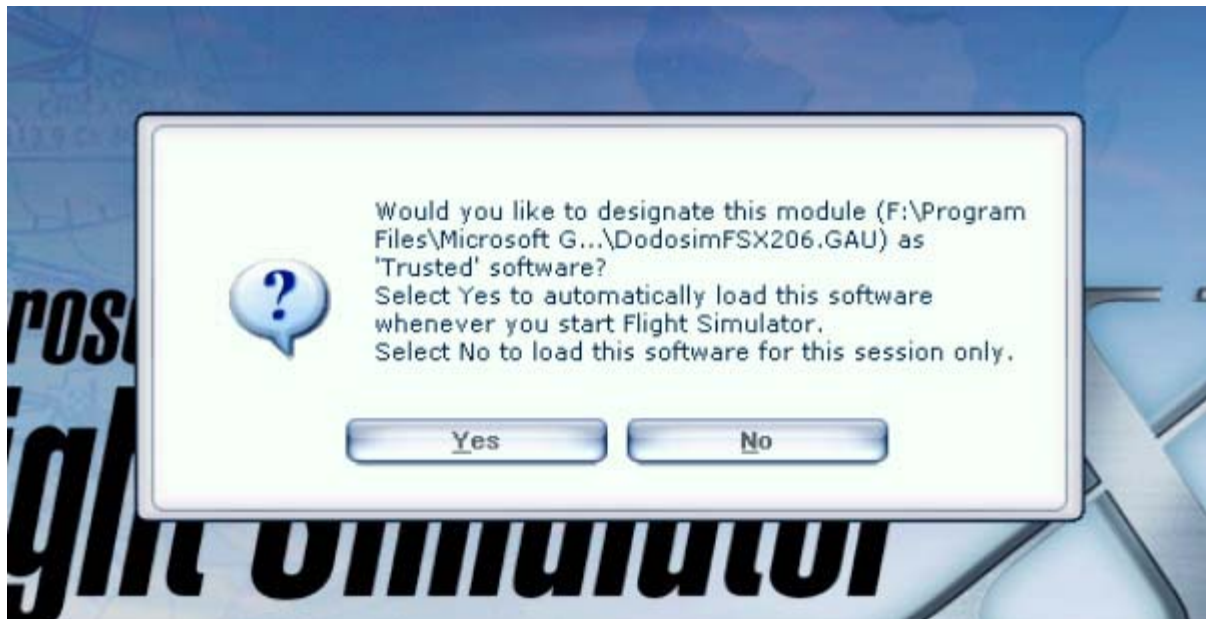 Would you like to designate this module (F:\Program
Files\Microsoft G...\DodosimFSX206.GAU) as
'Trusted' software?
Select Yes to automatically load this software
whenever you start Flight Simulator.
Select No to load this software for this session only.
Yes
No
Simulator